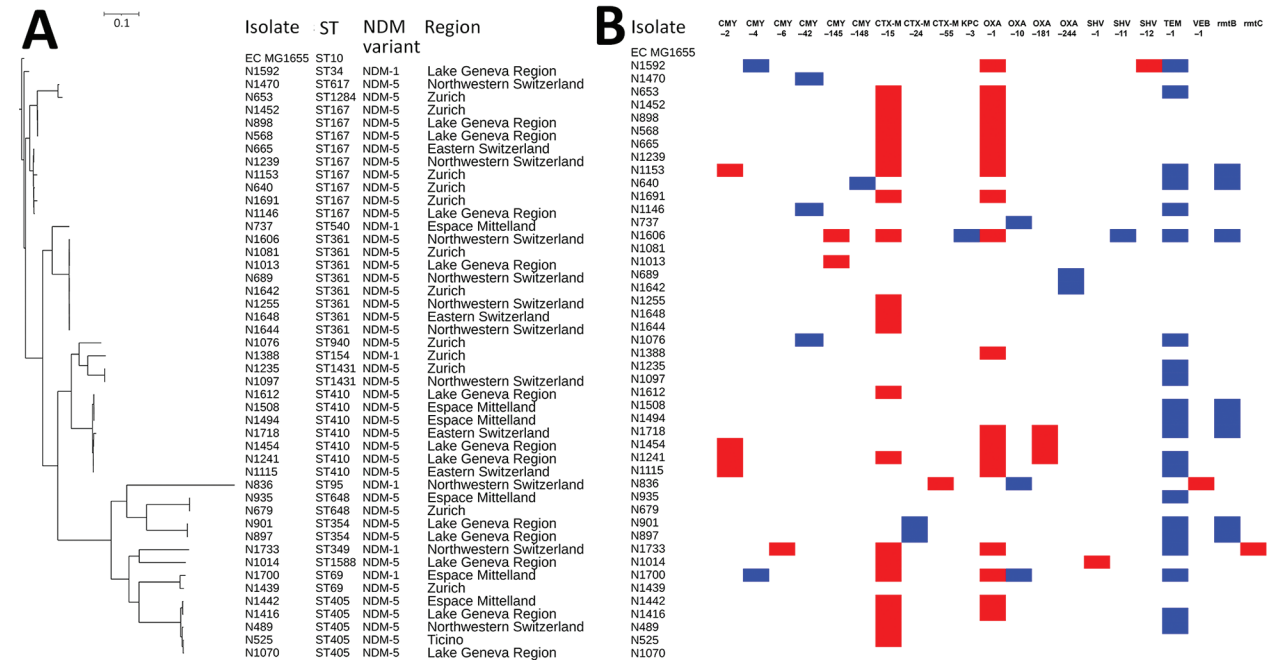 A
0.1
Isolate ST NDM variant Region
EC MG1655 ST10
N1592 ST34 NDM-1 Lake Geneva Region
N1470 ST617 NDM-5 Northwestern Switzerland
N653 ST1284 NDM-5 Zurich
N1452 ST167 NDM-5 Zurich
N898 ST167 NDM-5 Lake Geneva Region
N568 ST167 NDM-5 Lake Geneva Region
N665 ST167 NDM-5 Eastern Switzerland
N1239 ST167 NDM-5 Northwestern Switzerland
N1153 ST167 NDM-5 Zurich
N640 ST167 NDM-5 Zurich
N1691 ST167 NDM-5 Zurich
N1146 ST167 NDM-5 Lake Geneva Region
N737 ST540 NDM-1 Espace Mittelland
N1606 ST361 NDM-5 Northwestern Switzerland
N1081 ST361 NDM-5 Zurich
N1013 ST361 NDM-5 Lake Geneva Region
N689 ST361 NDM-5 Northwestern Switzerland
N1642 ST361 NDM-5 Zurich
N1255 ST361 NDM-5 Northwestern Switzerland
N1648 ST361 NDM-5 Eastern Switzerland
N1644 ST361 NDM-5 Northwestern Switzerland
N1076 ST940 NDM-5 Zurich
N1388 ST154 NDM-1 Zurich
N1235 ST1431 NDM-5 Zurich
N1097 ST1431 NDM-5 Northwestern Switzerland
N1612 ST410 NDM-5 Lake Geneva Region
N1508 ST410 NDM-5 Espace Mittelland
N1494 ST410 NDM-5 Espace Mittelland
N1718 ST410 NDM-5 Eastern Switzerland
N1454 ST410 NDM-5 Lake Geneva Region
N1241 ST410 NDM-5 Lake Geneva Region
N1115 ST410 NDM-5 Eastern Switzerland
N836 ST95 NDM-1 Northwestern Switzerland
N935 ST648 NDM-5 Espace Mittelland
N679 ST648 NDM-5 Zurich
N901 ST354 NDM-5 Lake Geneva Region
N897 ST354 NDM-5 Lake Geneva Region
N1733 ST349 NDM-1 Northwestern Switzerland
N1014 ST1588 NDM-5 Lake Geneva Region
N1700 ST69 NDM-1 Espace Mittelland
N1439 ST69 NDM-5 Zurich
N1442 ST405 NDM-5 Espace Mittelland
N1416 ST405 NDM-5 Lake Geneva Region
N489 ST405 NDM-5 Northwestern Switzerland
N525 ST405 NDM-5 Ticino
N1070 ST405 NDM-5 Lake Geneva Region
B
Isolate
CMY CMY CMY CMY CMY CMY CTX-M CTX-M CTX-M KPC OXA OXA OXA OXA SHV SHV SHV TEM VEB rmtB rmtC
–2 –4 –6 –42 –145 –148 –15 –24 –55 –3 –1 –10 –181 –244 –1 –11 –12 –1 –1
EC MG1655
N1592
N1470
N653
N1452
N898
N568
N665
N1239
N1153
N640
N1691
N1146
N737
N1606
N1081
N1013
N689
N1642
N1255
N1648
N1644
N1076
N1388
N1235
N1097
N1612
N1508
N1494
N1718
N1454
N1241
N1115
N836
N935
N679
N901
N897
N1733
N1014
N1700
N1439
N1442
N1416
N489
N525
N1070